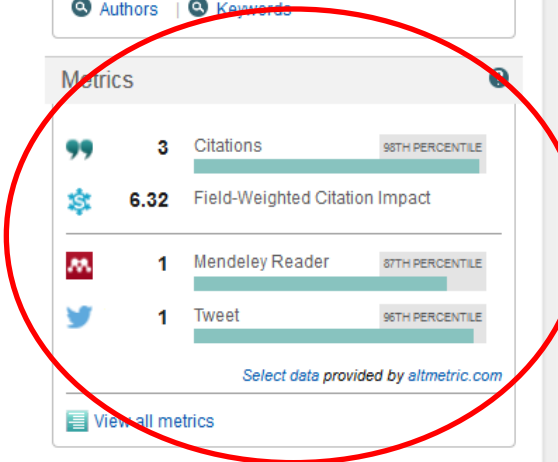 Authors | Keywords
Metrics
3 Citations 98TH PERCENTILE
6.32 Field-Weighted Citation Impact
1 Mendeley Reader 87TH PERCENTILE
1 Tweet 96TH PERCENTILE
Select data provided by altmetric.com
View all metrics